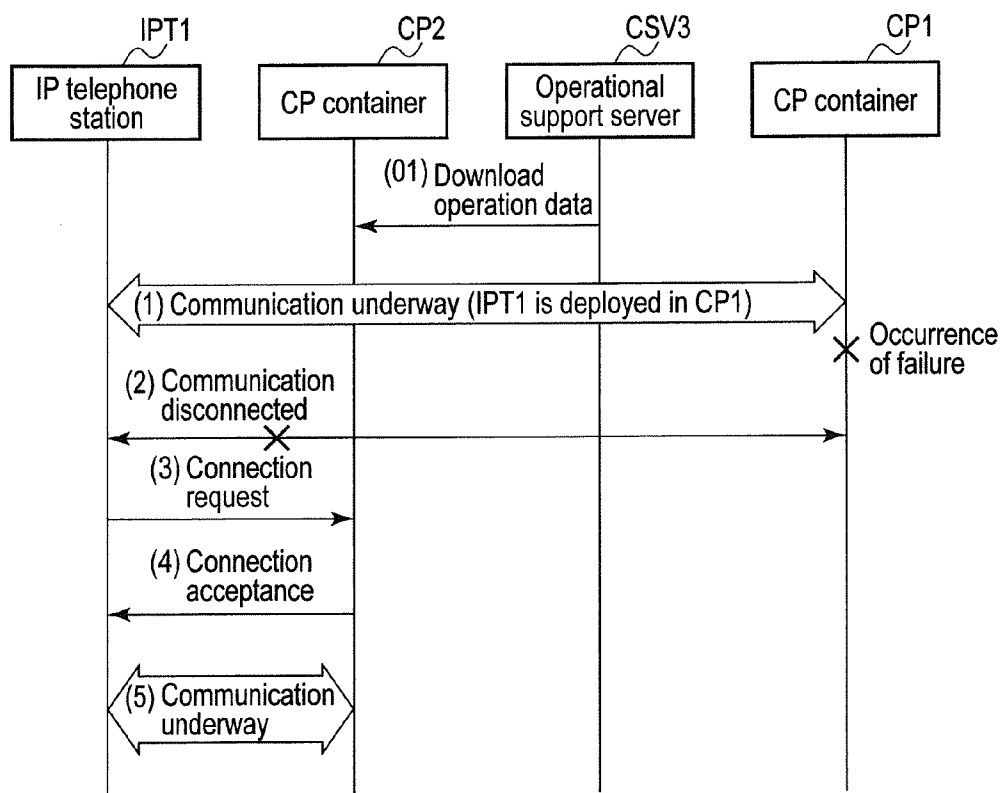 IPT1
CP2
CSV3
CP1
IP telephone
station
CP container
Operational
support server
CP container
(01) Download
operation data
(1) Communication underway (IPT1 is deployed in CP1)
Occurrence
of failure
(2) Communication
disconnected
(3) Connection
request
(4) Connection
acceptance
(5) Communication
underway